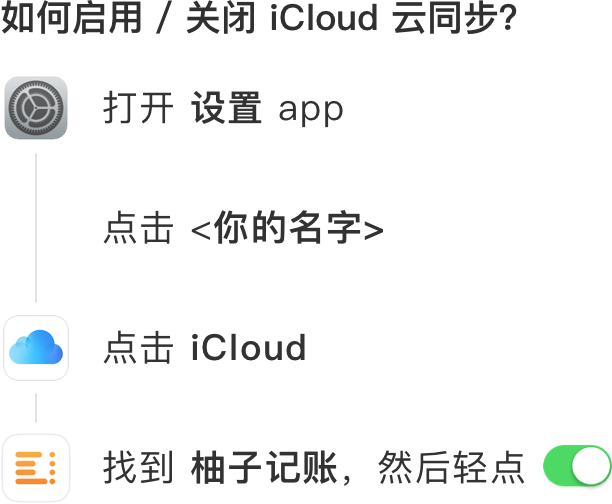 如何启用 / 关闭 iCloud 云同步?
打开 设置 app
点击 <你的名字>
点击 iCloud
找到 柚子记账，然后轻点